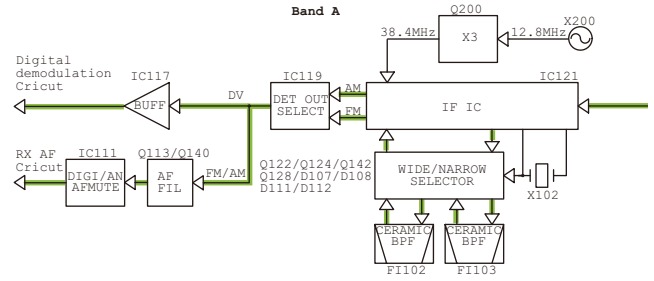 Band A
Q200
X200
38.4MHz
X3
12.8MHz
Digital
demodulation
Cricut
IC117
BUFF
DV
IC119
DET OUT
SELECT
AM
FM
IC121
IF IC
RX AF
Cricut
IC111
DIGI/AN
AFMUTE
Q113/Q140
AF
FIL
FM/AM
Q122/Q124/Q142
Q128/D107/D108
D111/D112
WIDE/NARROW
SELECTOR
X102
CERAMIC
BPF
FI102
CERAMIC
BPF
FI103